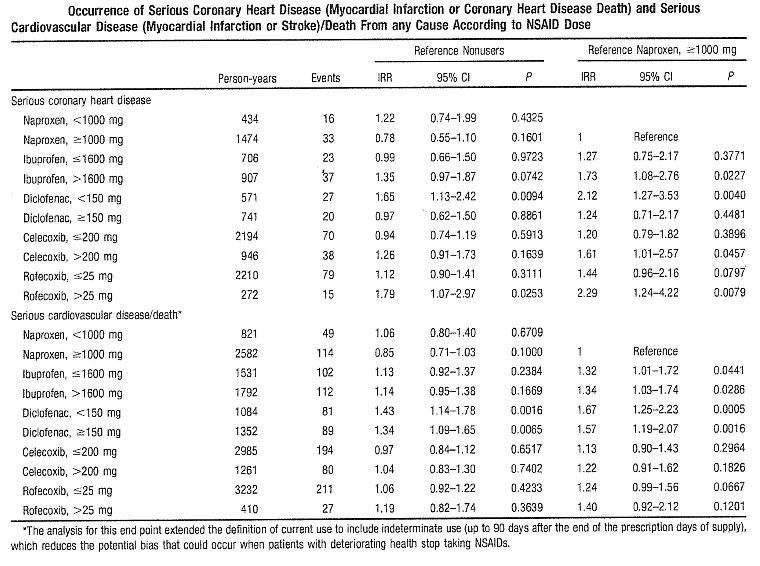 Occurrence of Serious Coronary Heart Disease (Myocardial Infarction or Coronary Heart Disease Death) and Serious
Cardiovascular Disease (Myocardial Infarction or Stroke)/Death From any Cause According to NSAID Dose
Reference Nonusers Reference Naproxen, ≥1000 mg
Person-years Events IRR 95% CI P IRR 95% CI P
Serious coronary heart disease
Naproxen, <1000 mg 434 16 1.22 0.74–1.99 0.4325
Naproxen, ≥1000 mg 1474 33 0.78 0.55–1.10 0.1601 1 Reference
Ibuprofen, ≤1600 mg 706 23 0.99 0.66–1.50 0.9723 1.27 0.75–2.17 0.3771
Ibuprofen, >1600 mg 907 37 1.35 0.97–1.87 0.0742 1.73 1.08–2.76 0.0227
Diclofenac, <150 mg 571 27 1.65 1.13–2.42 0.0094 2.12 1.27–3.53 0.0040
Diclofenac, ≥150 mg 741 20 0.97 0.62–1.50 0.8861 1.24 0.71–2.17 0.4481
Celecoxib, ≤200 mg 2194 70 0.94 0.74–1.19 0.5913 1.20 0.79–1.82 0.3896
Celecoxib, >200 mg 946 38 1.26 0.91–1.73 0.1639 1.61 1.01–2.57 0.0457
Rofecoxib, ≤25 mg 2210 79 1.12 0.90–1.41 0.3111 1.44 0.96–2.16 0.0797
Rofecoxib, >25 mg 272 15 1.79 1.07–2.97 0.0253 2.29 1.24–4.22 0.0079
Serious cardiovascular disease/death*
Naproxen, <1000 mg 821 49 1.06 0.80–1.40 0.6709
Naproxen, ≥1000 mg 2582 114 0.85 0.71–1.03 0.1000 1 Reference
Ibuprofen, ≤1600 mg 1531 102 1.13 0.92–1.37 0.2384 1.32 1.01–1.72 0.0441
Ibuprofen, >1600 mg 1792 112 1.14 0.95–1.38 0.1669 1.34 1.03–1.74 0.0286
Diclofenac, <150 mg 1084 81 1.43 1.14–1.78 0.0016 1.67 1.25–2.23 0.0005
Diclofenac, ≥150 mg 1352 89 1.34 1.09–1.65 0.0065 1.57 1.19–2.07 0.0016
Celecoxib, ≤200 mg 2985 194 0.97 0.84–1.12 0.6517 1.13 0.90–1.43 0.2964
Celecoxib, >200 mg 1261 80 1.04 0.83–1.30 0.7402 1.22 0.91–1.62 0.1826
Rofecoxib, ≤25 mg 3232 211 1.06 0.92–1.22 0.4233 1.24 0.99–1.56 0.0667
Rofecoxib, >25 mg 410 27 1.19 0.82–1.74 0.3639 1.40 0.92–2.12 0.1201
*The analysis for this end point extended the definition of current use to include indeterminate use (up to 90 days after the end of the prescription days of supply),
which reduces the potential bias that could occur when patients with deteriorating health stop taking NSAIDs.